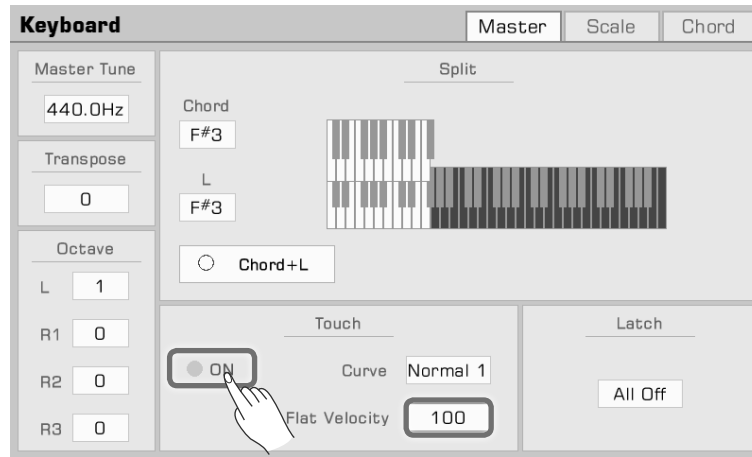 Keyboard
Master
Scale
Chord
Master Tune
440.0Hz
Transpose
0
Octave
L 1
R1 0
R2 0
R3 0
Split
Chord
F#3
L
F#3
Chord+L
Touch
ON
Curve Normal 1
Flat Velocity 100
Latch
All Off